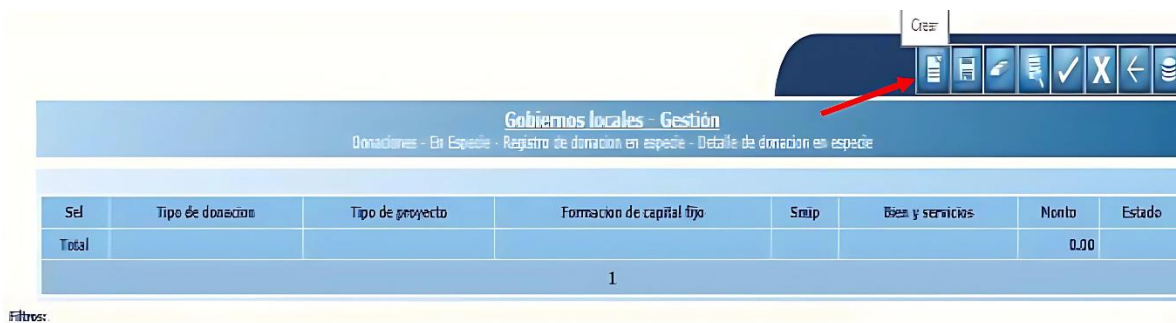 Crear
Gobiernos locales - Gestión
Donaciones - En Especie - Registro de donacion en especie - Detalle de donacion en especie
Sel Tipo de donacion Tipo de proyecto Formacion de capital fijo Snip Bien y servicios Monto Estado
Total 0.00
1
Filtros: